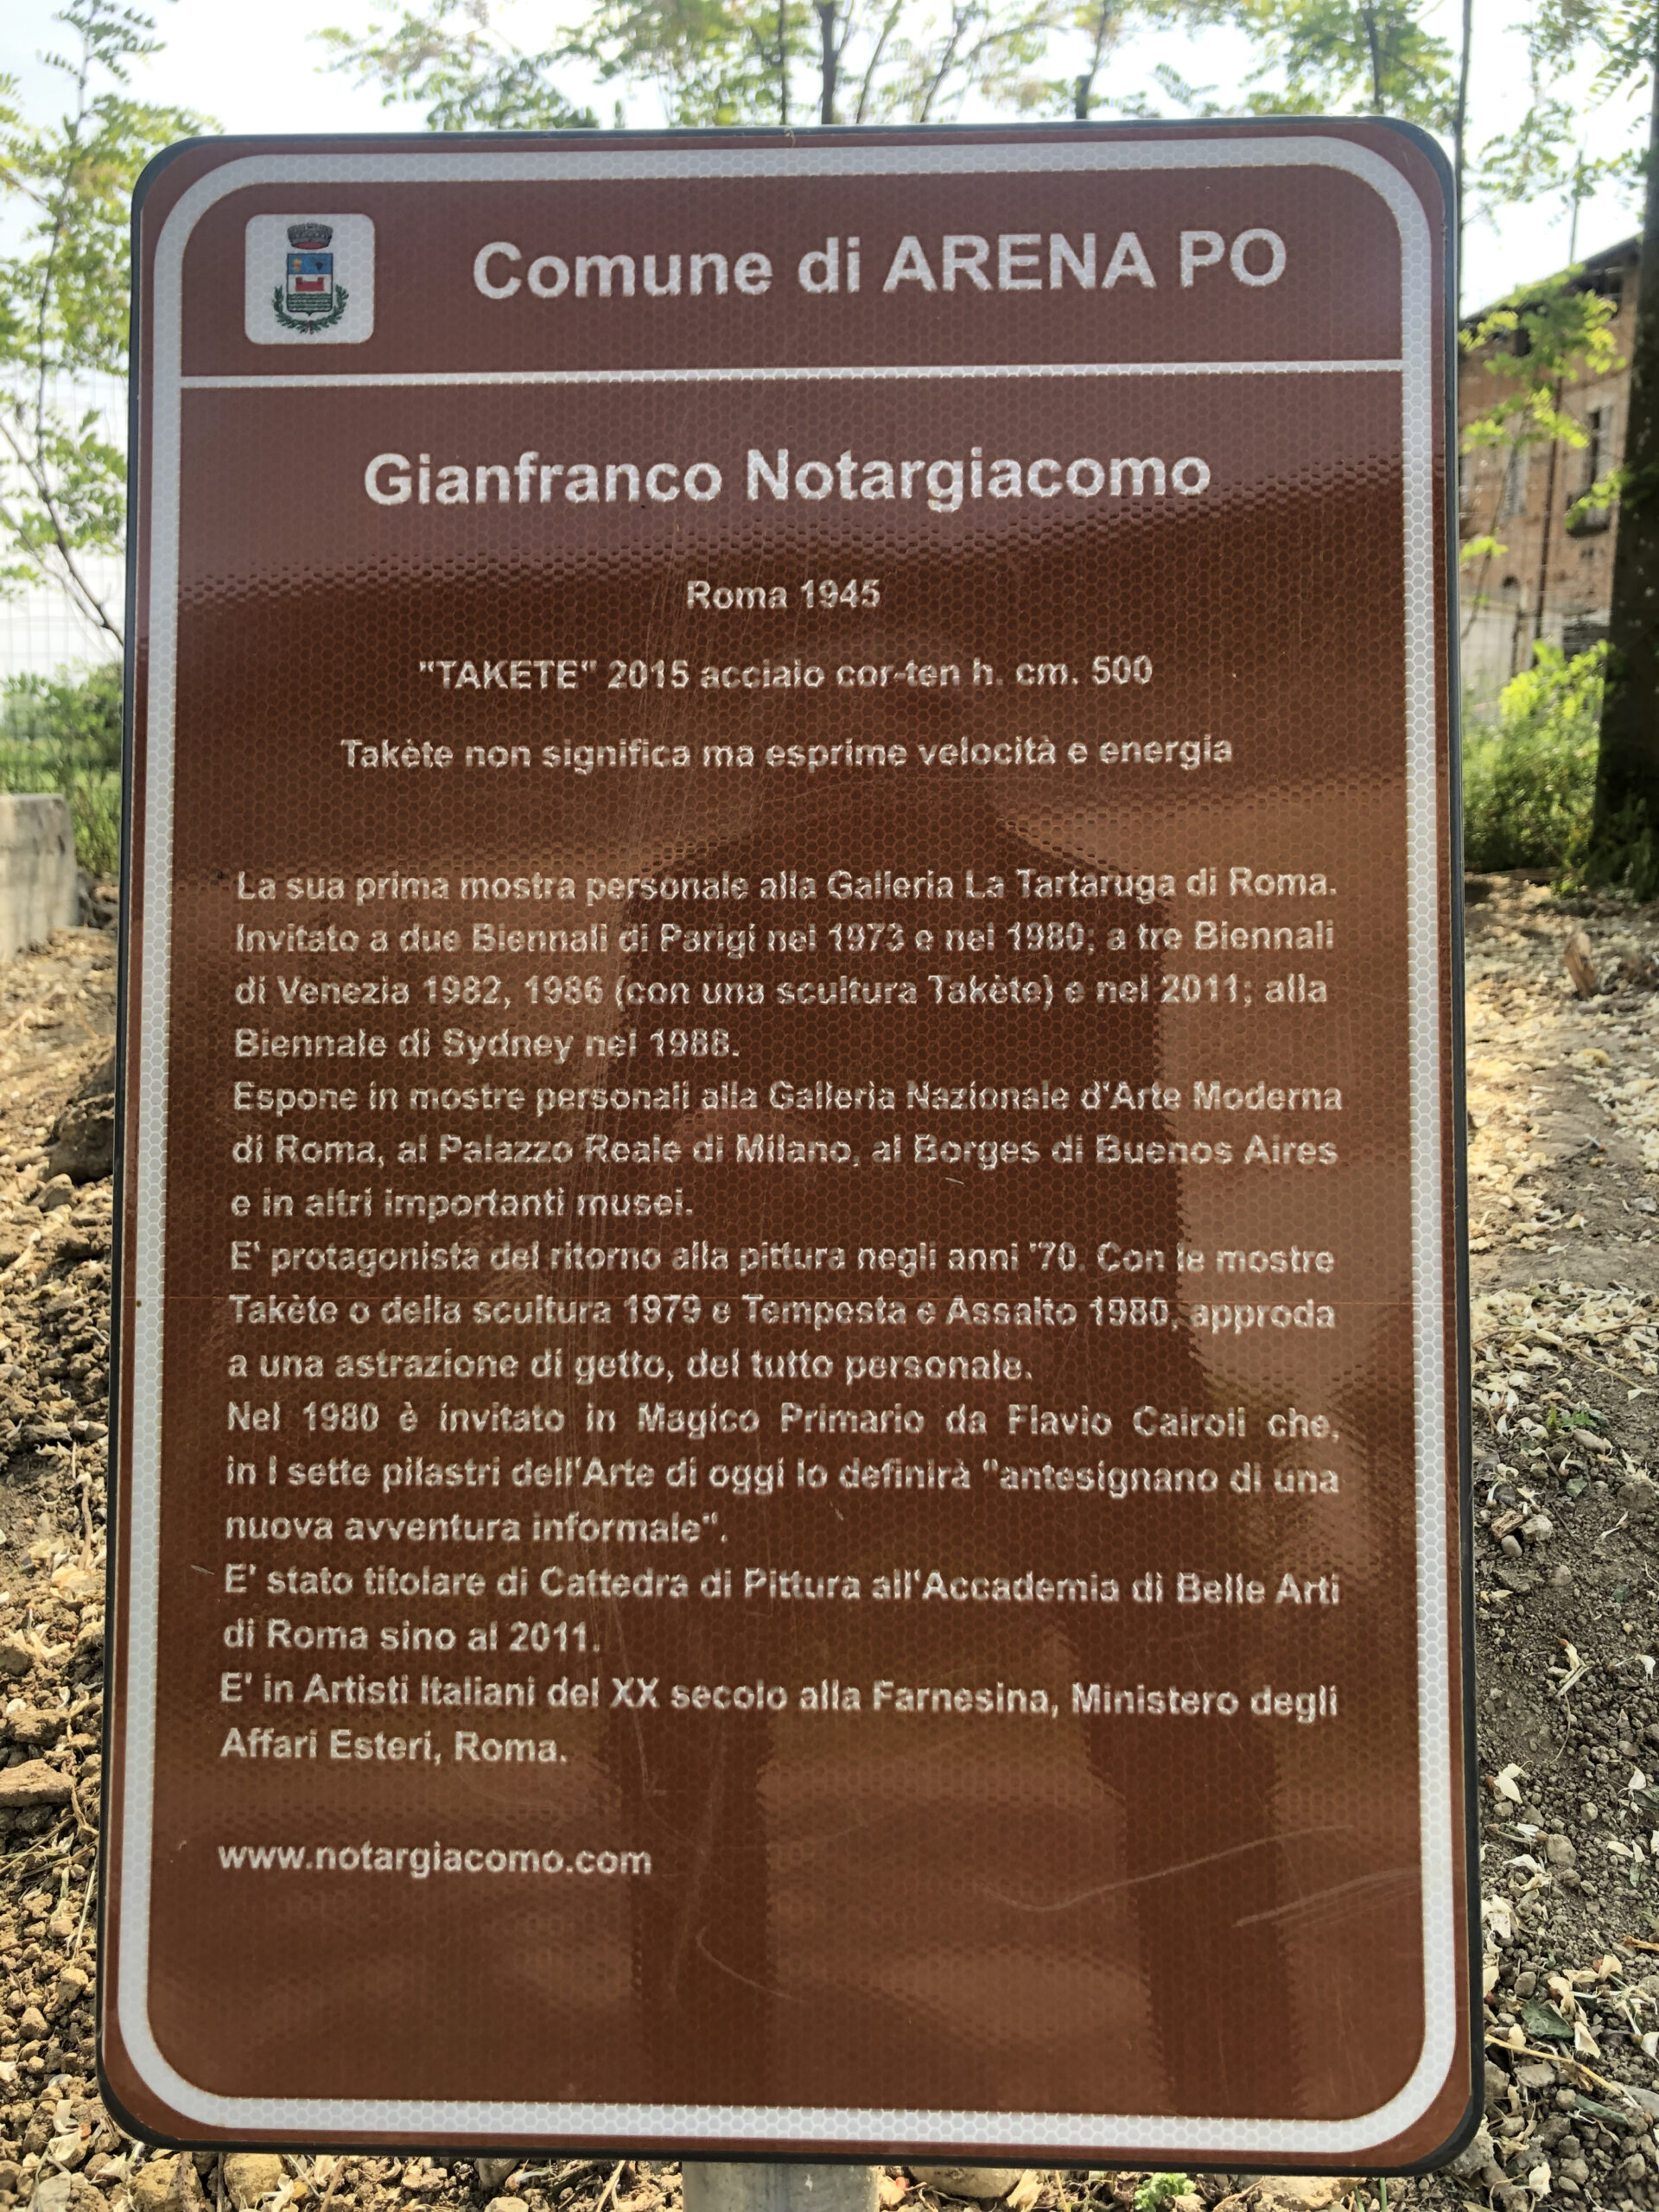 Comune di ARENA PO
Gianfranco Notargiacomo
Roma 1945
"TAKETE" 2015 acciaio cor-ten h. cm. 500
Takète non significa ma esprime velocità e energia
La sua prima mostra personale alla Galleria La Tartaruga di Roma.
Invitato a due Biennali di Parigi nel 1973 e nel 1980; a tre Biennali
di Venezia 1982, 1986 (con una scultura Takète) e nel 2011; alla
Biennale di Sydney nel 1988.
Espone in mostre personali alla Galleria Nazionale d'Arte Moderna
di Roma, al Palazzo Reale di Milano, al Borges di Buenos Aires
e in altri importanti musei.
E' protagonista del ritorno alla pittura negli anni '70. Con le mostre
Takète o della scultura 1979 e Tempesta e Assalto 1980, approda
a una astrazione di getto, del tutto personale.
Nel 1980 è invitato in Magico Primario da Flavio Cairoli che,
in I sette pilastri dell'Arte di oggi lo definirà "antesignano di una
nuova avventura informale".
E' stato titolare di Cattedra di Pittura all'Accademia di Belle Arti
di Roma sino al 2011.
E' in Artisti Italiani del XX secolo alla Farnesina, Ministero degli
Affari Esteri, Roma.
www.notargiacomo.com